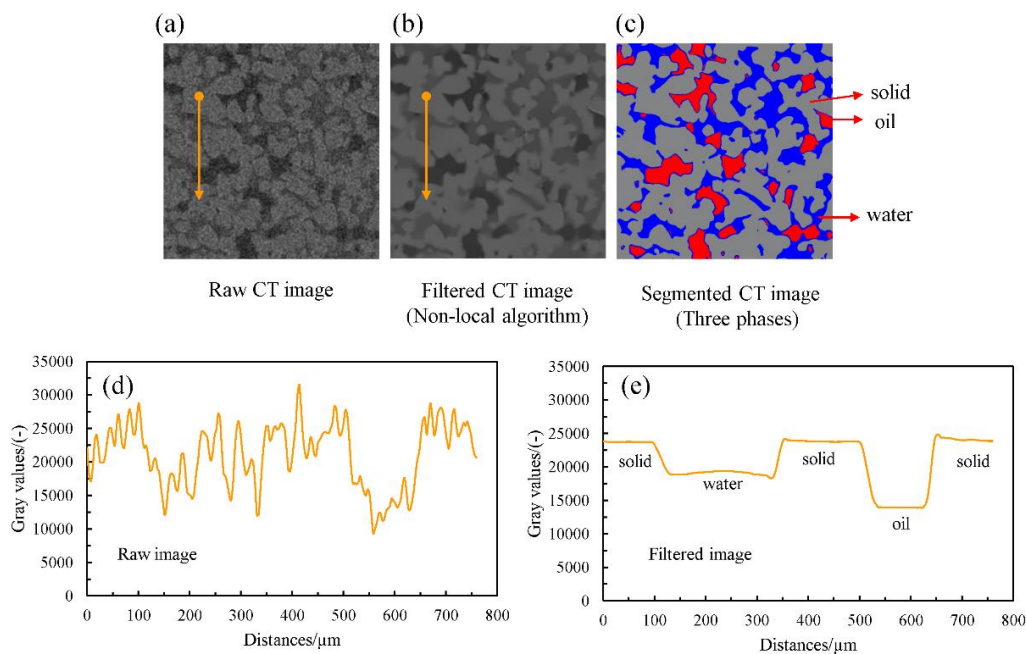 (a)
(b)
(c)
solid
oil
water
Raw CT image
Filtered CT image
(Non-local algorithm)
Segmented CT image
(Three phases)
(d)
35000
30000
25000
20000
15000
10000
5000
0
Gray values/(-)
Raw image
0 100 200 300 400 500 600 700 800
Distances/µm
(e)
35000
30000
25000
20000
15000
10000
5000
0
Gray values/(-)
solid
water
solid
oil
solid
Filtered image
0 100 200 300 400 500 600 700 800
Distances/µm